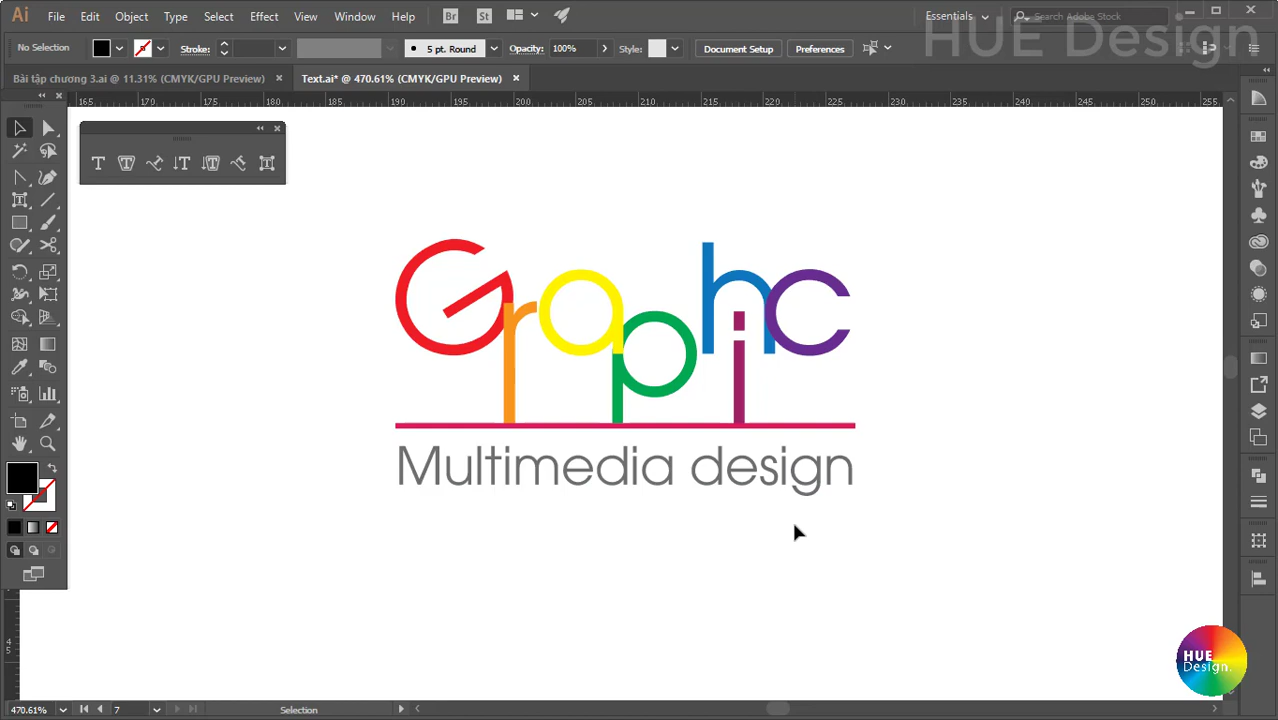 Ai File Edit Object Type Select Effect View Window Help Br St Essentials Search Adobe Stock
HUE Design
No Selection Stroke: 5 pt. Round Opacity: 100% Style: Document Setup Preferences
Bài tập chương 3.ai @ 11.31% (CMYK/GPU Preview) × Text.ai* @ 470.61% (CMYK/GPU Preview) ×
165 170 175 180 185 190 195 200 205 210 215 220 225 230 235 240 245 250 255
Graphic
Multimedia design
4
5
HUE
Design.
470.61% 7 Selection